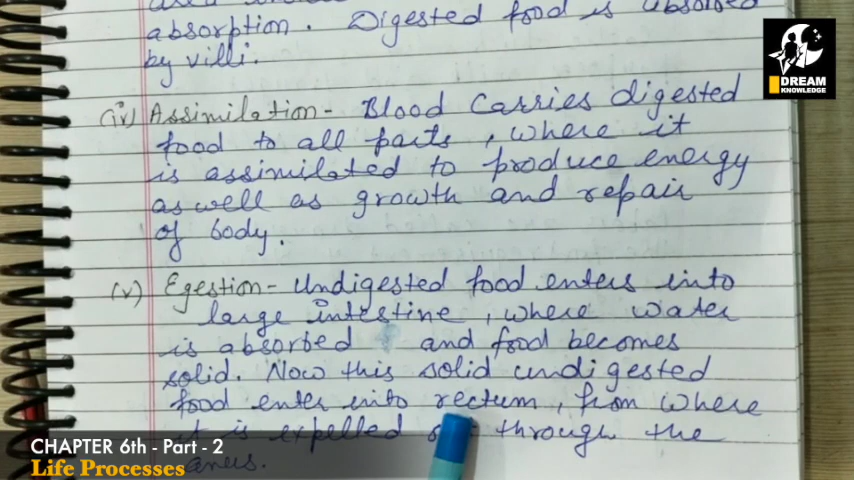 absorption. Digested food is absorbed
by villi.
(iv) Assimilation - Blood Carries digested
food to all parts, where it
is assimilated to produce energy
as well as growth and repair
of body.
(v) Egestion - Undigested food enters into
large intestine, where water
is absorbed and food becomes
solid. Now this solid undigested
food enter into rectum, from where
it is expelled through the
anus.
DREAM
KNOWLEDGE
CHAPTER 6th - Part - 2
Life Processes